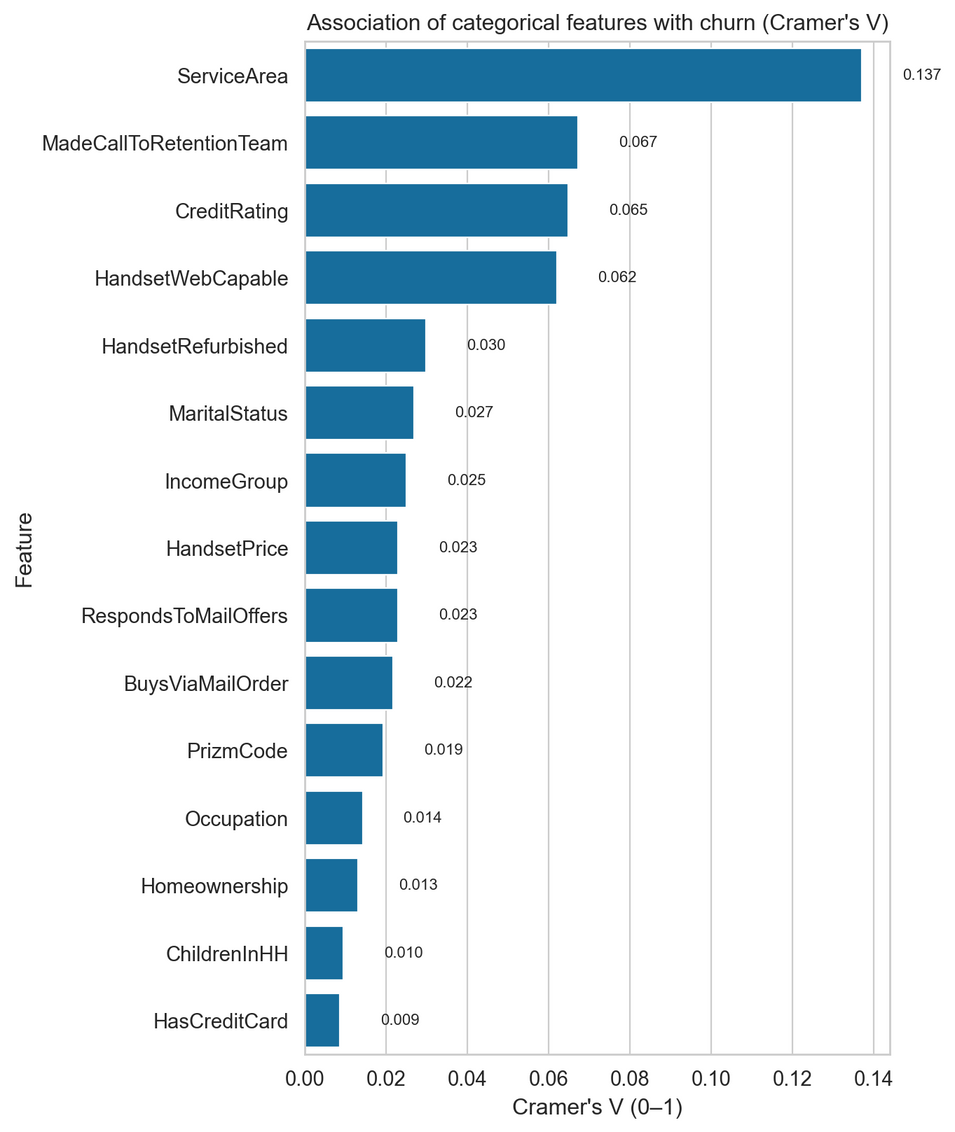 Association of categorical features with churn (Cramer's V)
ServiceArea 0.137
MadeCallToRetentionTeam 0.067
CreditRating 0.065
HandsetWebCapable 0.062
HandsetRefurbished 0.030
MaritalStatus 0.027
IncomeGroup 0.025
HandsetPrice 0.023
RespondsToMailOffers 0.023
BuysViaMailOrder 0.022
PrizmCode 0.019
Occupation 0.014
Homeownership 0.013
ChildrenInHH 0.010
HasCreditCard 0.009
Feature
0.00 0.02 0.04 0.06 0.08 0.10 0.12 0.14
Cramer's V (0–1)